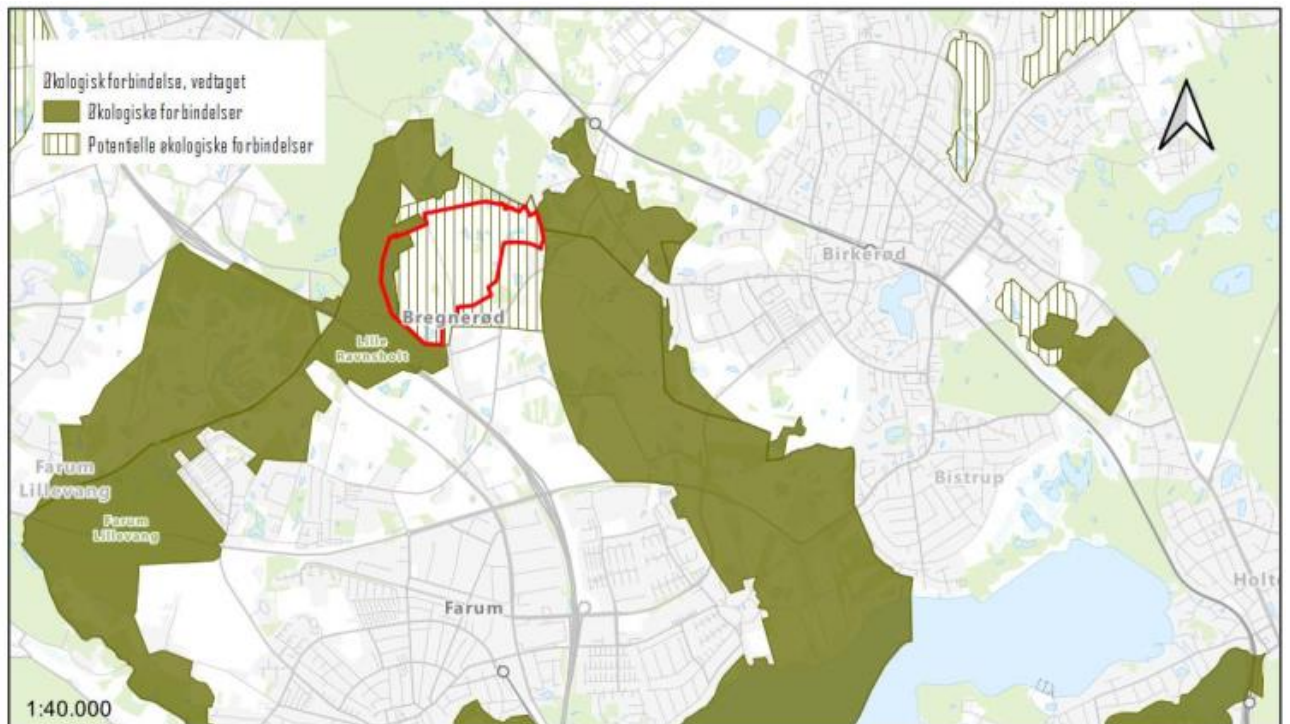 Økologisk forbindelse, vedtaget
Økologiske forbindelser
Potentielle økologiske forbindelser
Birkerød
Bregnerød
Lille
Ravnsholt
Farum
Lillevang
Farum
Lillevang
Bistrup
Farum
Holte
1:40.000